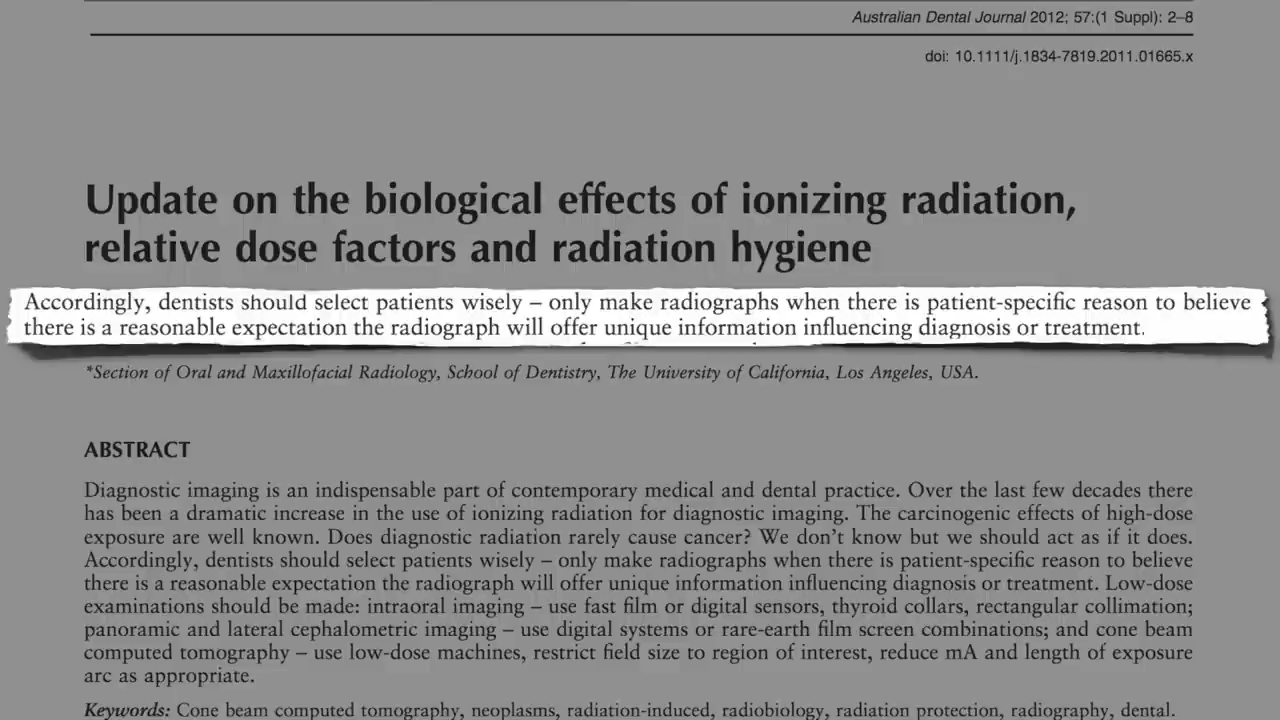 Australian Dental Journal 2012; 57:(1 Suppl): 2–8
doi: 10.1111/j.1834-7819.2011.01665.x
Update on the biological effects of ionizing radiation,
relative dose factors and radiation hygiene
Accordingly, dentists should select patients wisely – only make radiographs when there is patient-specific reason to believe
there is a reasonable expectation the radiograph will offer unique information influencing diagnosis or treatment.
*Section of Oral and Maxillofacial Radiology, School of Dentistry, The University of California, Los Angeles, USA.
ABSTRACT
Diagnostic imaging is an indispensable part of contemporary medical and dental practice. Over the last few decades there
has been a dramatic increase in the use of ionizing radiation for diagnostic imaging. The carcinogenic effects of high-dose
exposure are well known. Does diagnostic radiation rarely cause cancer? We don't know but we should act as if it does.
Accordingly, dentists should select patients wisely – only make radiographs when there is patient-specific reason to believe
there is a reasonable expectation the radiograph will offer unique information influencing diagnosis or treatment. Low-dose
examinations should be made: intraoral imaging – use fast film or digital sensors, thyroid collars, rectangular collimation;
panoramic and lateral cephalometric imaging – use digital systems or rare-earth film screen combinations; and cone beam
computed tomography – use low-dose machines, restrict field size to region of interest, reduce mA and length of exposure
arc as appropriate.
Keywords: Cone beam computed tomography, neoplasms, radiation-induced, radiobiology, radiation protection, radiography, dental.